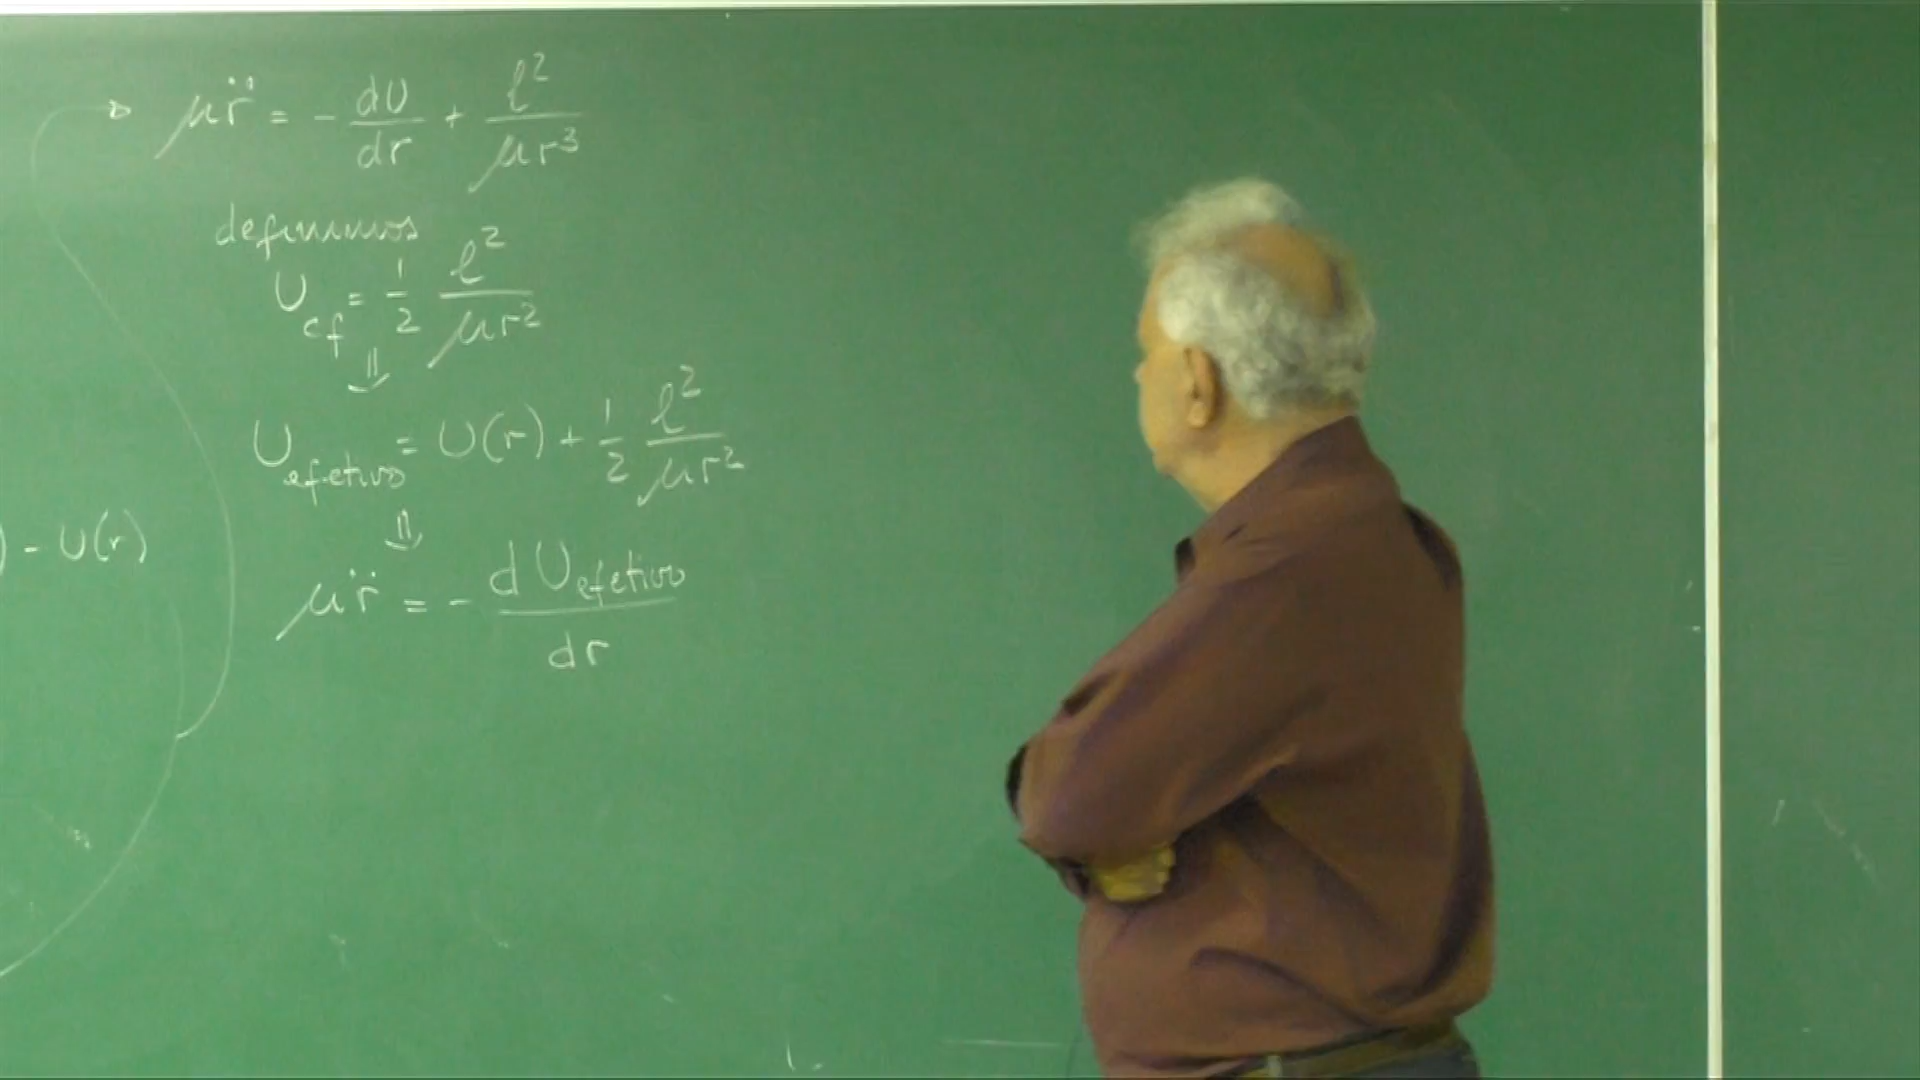 μr̈ = - dU/dr + ℓ²/μr³
definimos
U_cf = 1/2 ℓ²/μr²
⇓
U_efetivo = U(r) + 1/2 ℓ²/μr²
⇓
) - U(r)
μr̈ = - dU_efetivo/dr